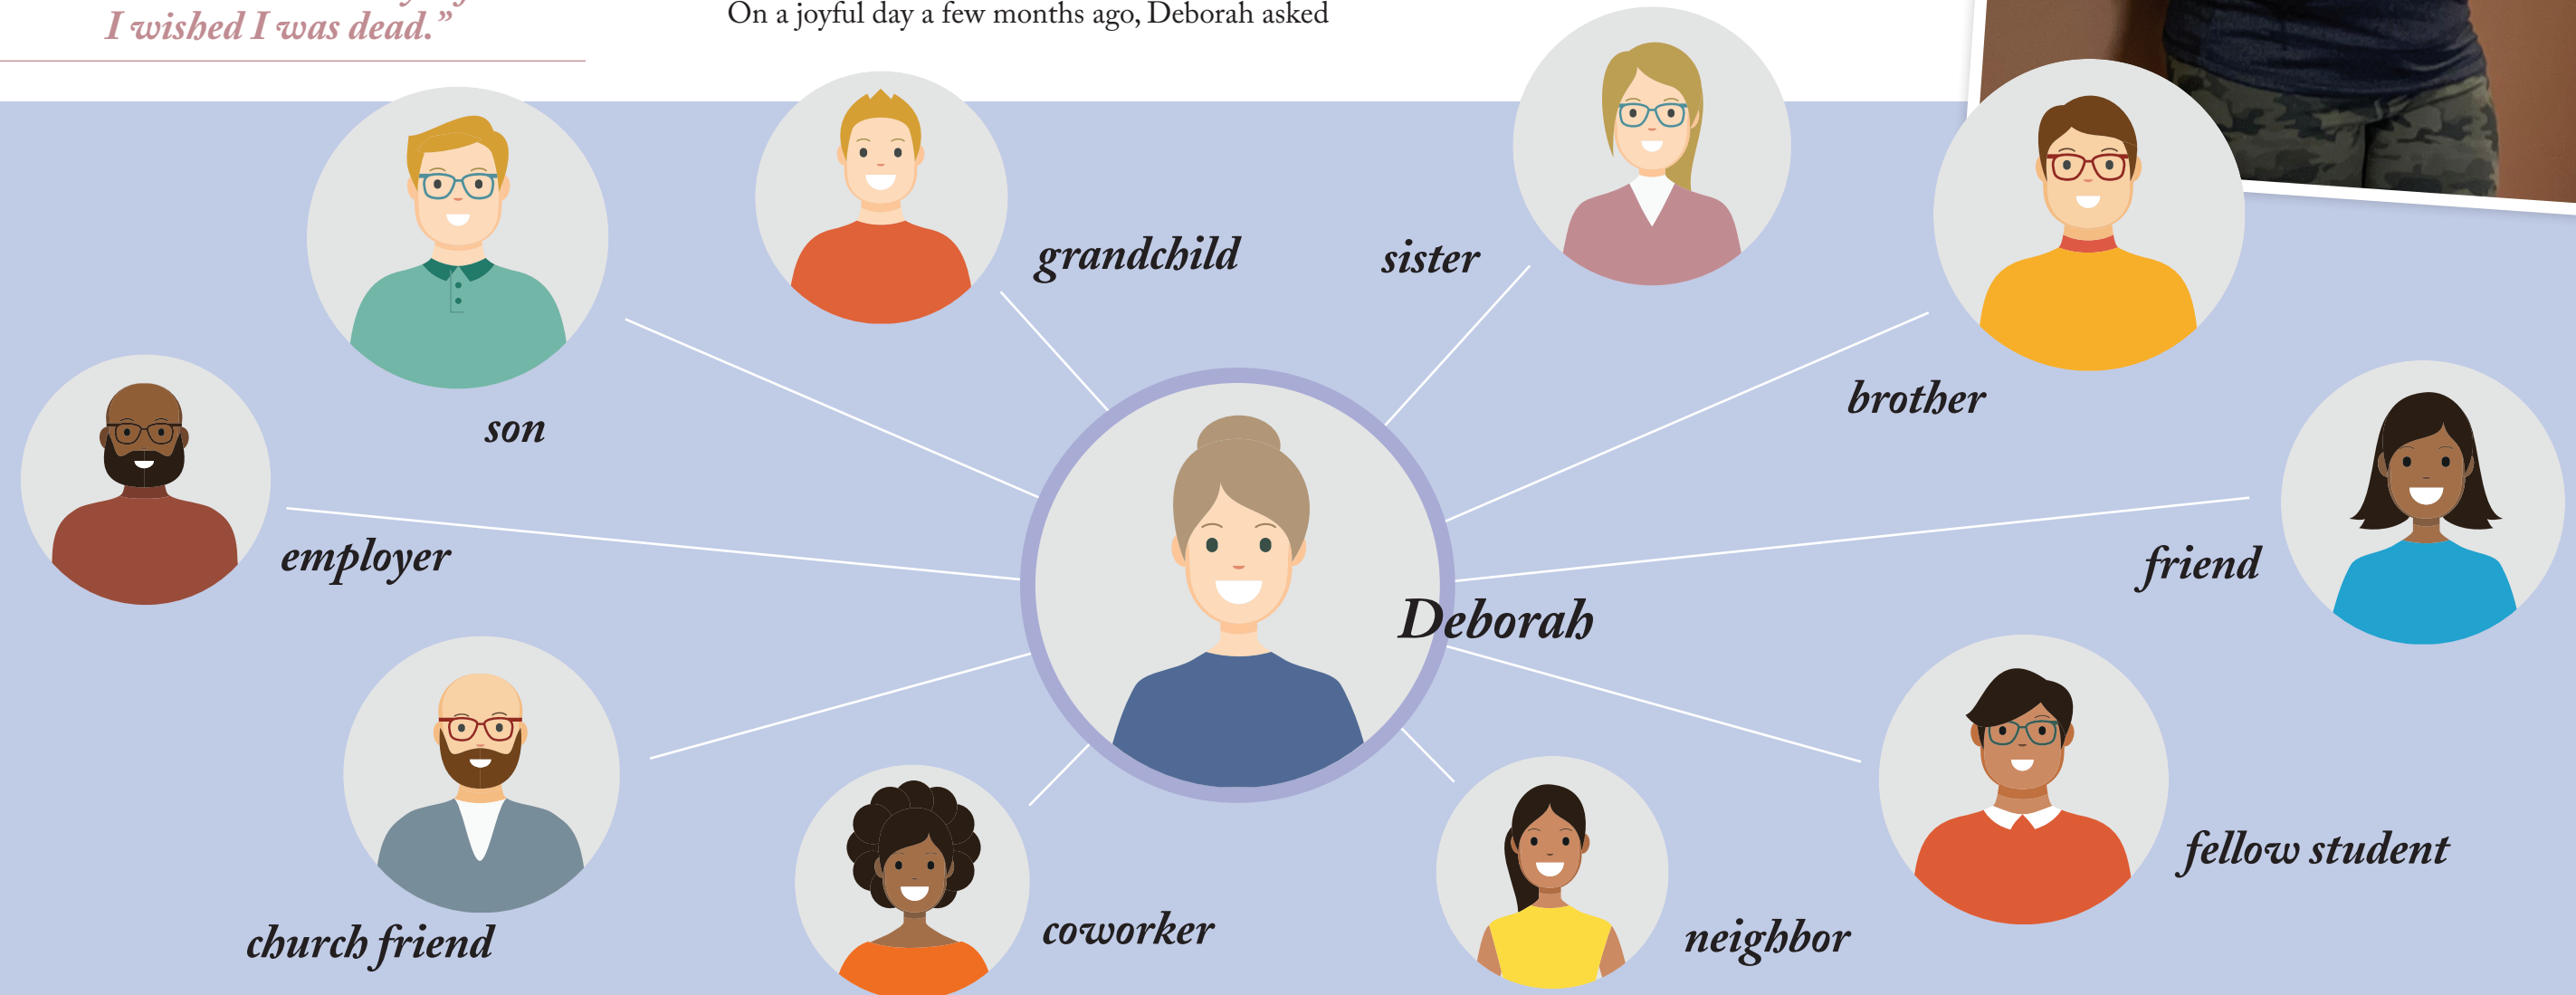 I wished I was dead.”
On a joyful day a few months ago, Deborah asked
grandchild
sister
brother
son
employer
friend
Deborah
fellow student
church friend
coworker
neighbor